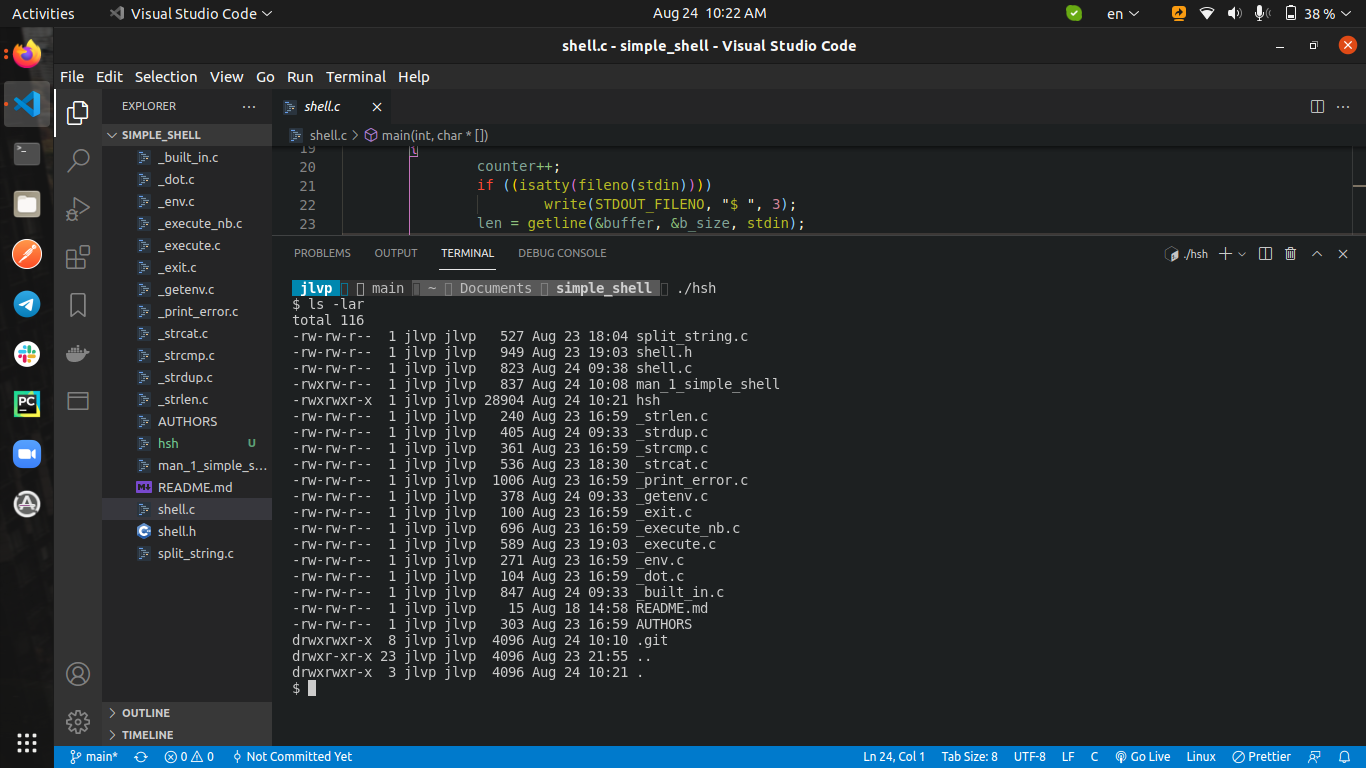 Activities Visual Studio Code Aug 24 10:22 AM en 38 %
shell.c - simple_shell - Visual Studio Code
File Edit Selection View Go Run Terminal Help
EXPLORER
SIMPLE_SHELL
_built_in.c
_dot.c
_env.c
_execute_nb.c
_execute.c
_exit.c
_getenv.c
_print_error.c
_strcat.c
_strcmp.c
_strdup.c
_strlen.c
AUTHORS
hsh U
man_1_simple_s...
README.md
shell.c
shell.h
split_string.c
OUTLINE
TIMELINE
shell.c
shell.c > main(int, char * [])
19 {
20 counter++;
21 if ((isatty(fileno(stdin))))
22 write(STDOUT_FILENO, "$ ", 3);
23 len = getline(&buffer, &b_size, stdin);
PROBLEMS OUTPUT TERMINAL DEBUG CONSOLE ./hsh
jlvp main ~ Documents simple_shell ./hsh
$ ls -lar
total 116
-rw-rw-r-- 1 jlvp jlvp 527 Aug 23 18:04 split_string.c
-rw-rw-r-- 1 jlvp jlvp 949 Aug 23 19:03 shell.h
-rw-rw-r-- 1 jlvp jlvp 823 Aug 24 09:38 shell.c
-rwxrw-r-- 1 jlvp jlvp 837 Aug 24 10:08 man_1_simple_shell
-rwxrwxr-x 1 jlvp jlvp 28904 Aug 24 10:21 hsh
-rw-rw-r-- 1 jlvp jlvp 240 Aug 23 16:59 _strlen.c
-rw-rw-r-- 1 jlvp jlvp 405 Aug 24 09:33 _strdup.c
-rw-rw-r-- 1 jlvp jlvp 361 Aug 23 16:59 _strcmp.c
-rw-rw-r-- 1 jlvp jlvp 536 Aug 23 18:30 _strcat.c
-rw-rw-r-- 1 jlvp jlvp 1006 Aug 23 16:59 _print_error.c
-rw-rw-r-- 1 jlvp jlvp 378 Aug 24 09:33 _getenv.c
-rw-rw-r-- 1 jlvp jlvp 100 Aug 23 16:59 _exit.c
-rw-rw-r-- 1 jlvp jlvp 696 Aug 23 16:59 _execute_nb.c
-rw-rw-r-- 1 jlvp jlvp 589 Aug 23 19:03 _execute.c
-rw-rw-r-- 1 jlvp jlvp 271 Aug 23 16:59 _env.c
-rw-rw-r-- 1 jlvp jlvp 104 Aug 23 16:59 _dot.c
-rw-rw-r-- 1 jlvp jlvp 847 Aug 24 09:33 _built_in.c
-rw-rw-r-- 1 jlvp jlvp 15 Aug 18 14:58 README.md
-rw-rw-r-- 1 jlvp jlvp 303 Aug 23 16:59 AUTHORS
drwxrwxr-x 8 jlvp jlvp 4096 Aug 24 10:10 .git
drwxr-xr-x 23 jlvp jlvp 4096 Aug 23 21:55 ..
drwxrwxr-x 3 jlvp jlvp 4096 Aug 24 10:21 .
$
main* 0 0 Not Committed Yet Ln 24, Col 1 Tab Size: 8 UTF-8 LF C Go Live Linux Prettier